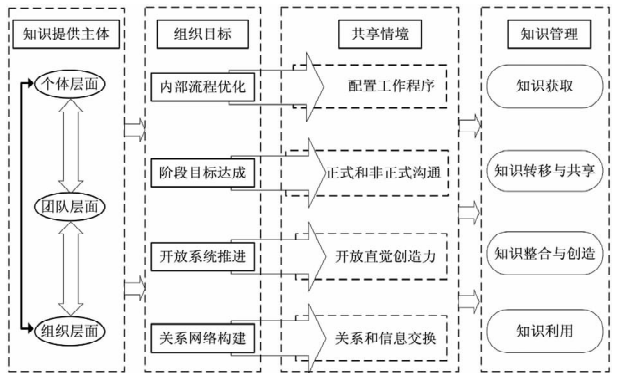 知识提供主体
组织目标
共享情境
知识管理
个体层面
内部流程优化
配置工作程序
知识获取
阶段目标达成
正式和非正式沟通
知识转移与共享
团队层面
开放系统推进
开放直觉创造力
知识整合与创造
组织层面
关系网络构建
关系和信息交换
知识利用